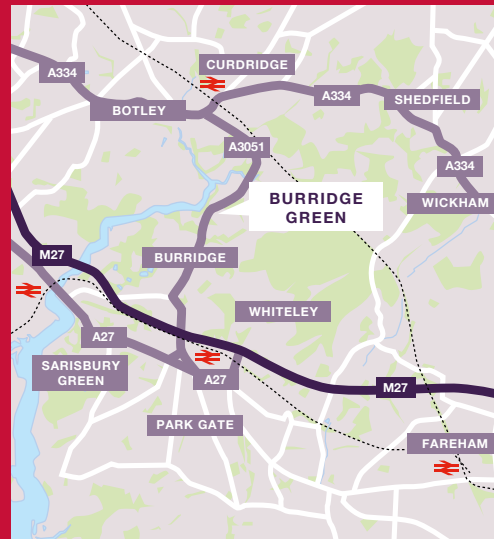 CURDRIDGE
A334
A334
SHEDFIELD
BOTLEY
A3051
A334
BURRIDGE
GREEN
WICKHAM
M27
BURRIDGE
WHITELEY
A27
SARISBURY
GREEN
A27
M27
PARK GATE
FAREHAM